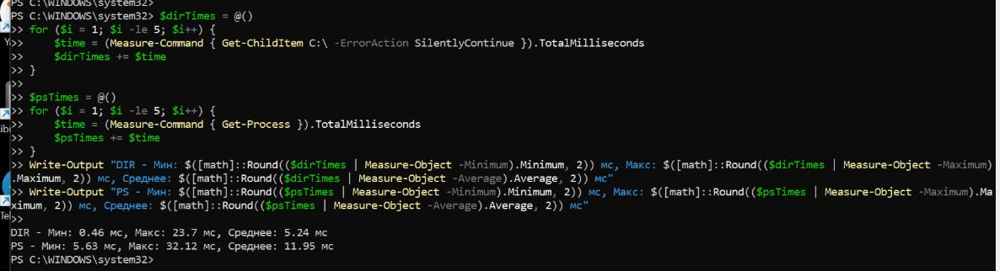 PS C:\WINDOWS\system32>
PS C:\WINDOWS\system32> $dirTimes = @()
>> for ($i = 1; $i -le 5; $i++) {
>>     $time = (Measure-Command { Get-ChildItem C:\ -ErrorAction SilentlyContinue }).TotalMilliseconds
>>     $dirTimes += $time
>> }
>>
>> $psTimes = @()
>> for ($i = 1; $i -le 5; $i++) {
>>     $time = (Measure-Command { Get-Process }).TotalMilliseconds
>>     $psTimes += $time
>> }
>> Write-Output "DIR - Мин: $([math]::Round(($dirTimes | Measure-Object -Minimum).Minimum, 2)) мс, Макс: $([math]::Round(($dirTimes | Measure-Object -Maximum)
.Maximum, 2)) мс, Среднее: $([math]::Round(($dirTimes | Measure-Object -Average).Average, 2)) мс"
>> Write-Output "PS - Мин: $([math]::Round(($psTimes | Measure-Object -Minimum).Minimum, 2)) мс, Макс: $([math]::Round(($psTimes | Measure-Object -Maximum).Ma
ximum, 2)) мс, Среднее: $([math]::Round(($psTimes | Measure-Object -Average).Average, 2)) мс"
>>
DIR - Мин: 0.46 мс, Макс: 23.7 мс, Среднее: 5.24 мс
PS - Мин: 5.63 мс, Макс: 32.12 мс, Среднее: 11.95 мс
PS C:\WINDOWS\system32>